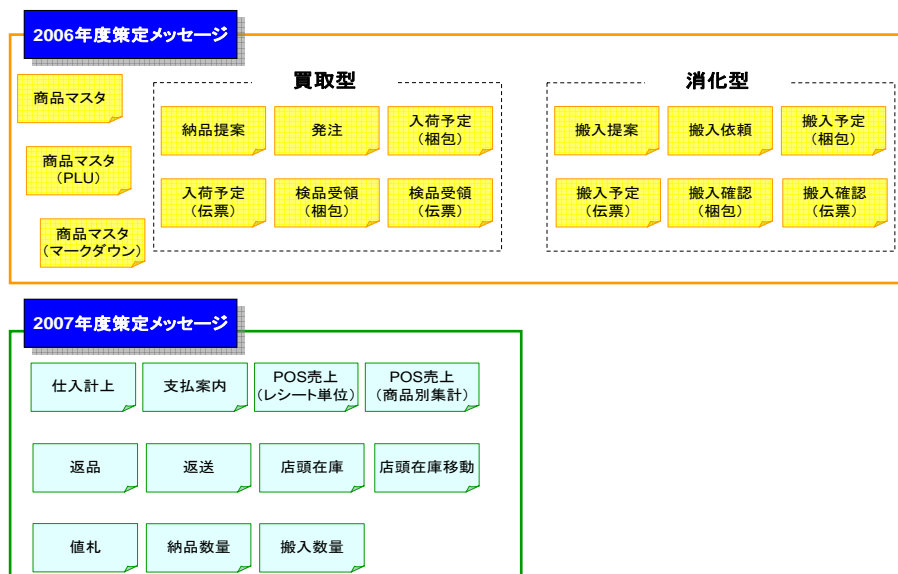 2006年度策定メッセージ
商品マスタ
商品マスタ
(PLU)
商品マスタ
(マークダウン)
買取型
納品提案
発注
入荷予定
(梱包)
入荷予定
(伝票)
検品受領
(梱包)
検品受領
(伝票)
消化型
搬入提案
搬入依頼
搬入予定
(梱包)
搬入予定
(伝票)
搬入確認
(梱包)
搬入確認
(伝票)
2007年度策定メッセージ
仕入計上
支払案内
POS売上
(レシート単位)
POS売上
(商品別集計)
返品
返送
店頭在庫
店頭在庫移動
値札
納品数量
搬入数量